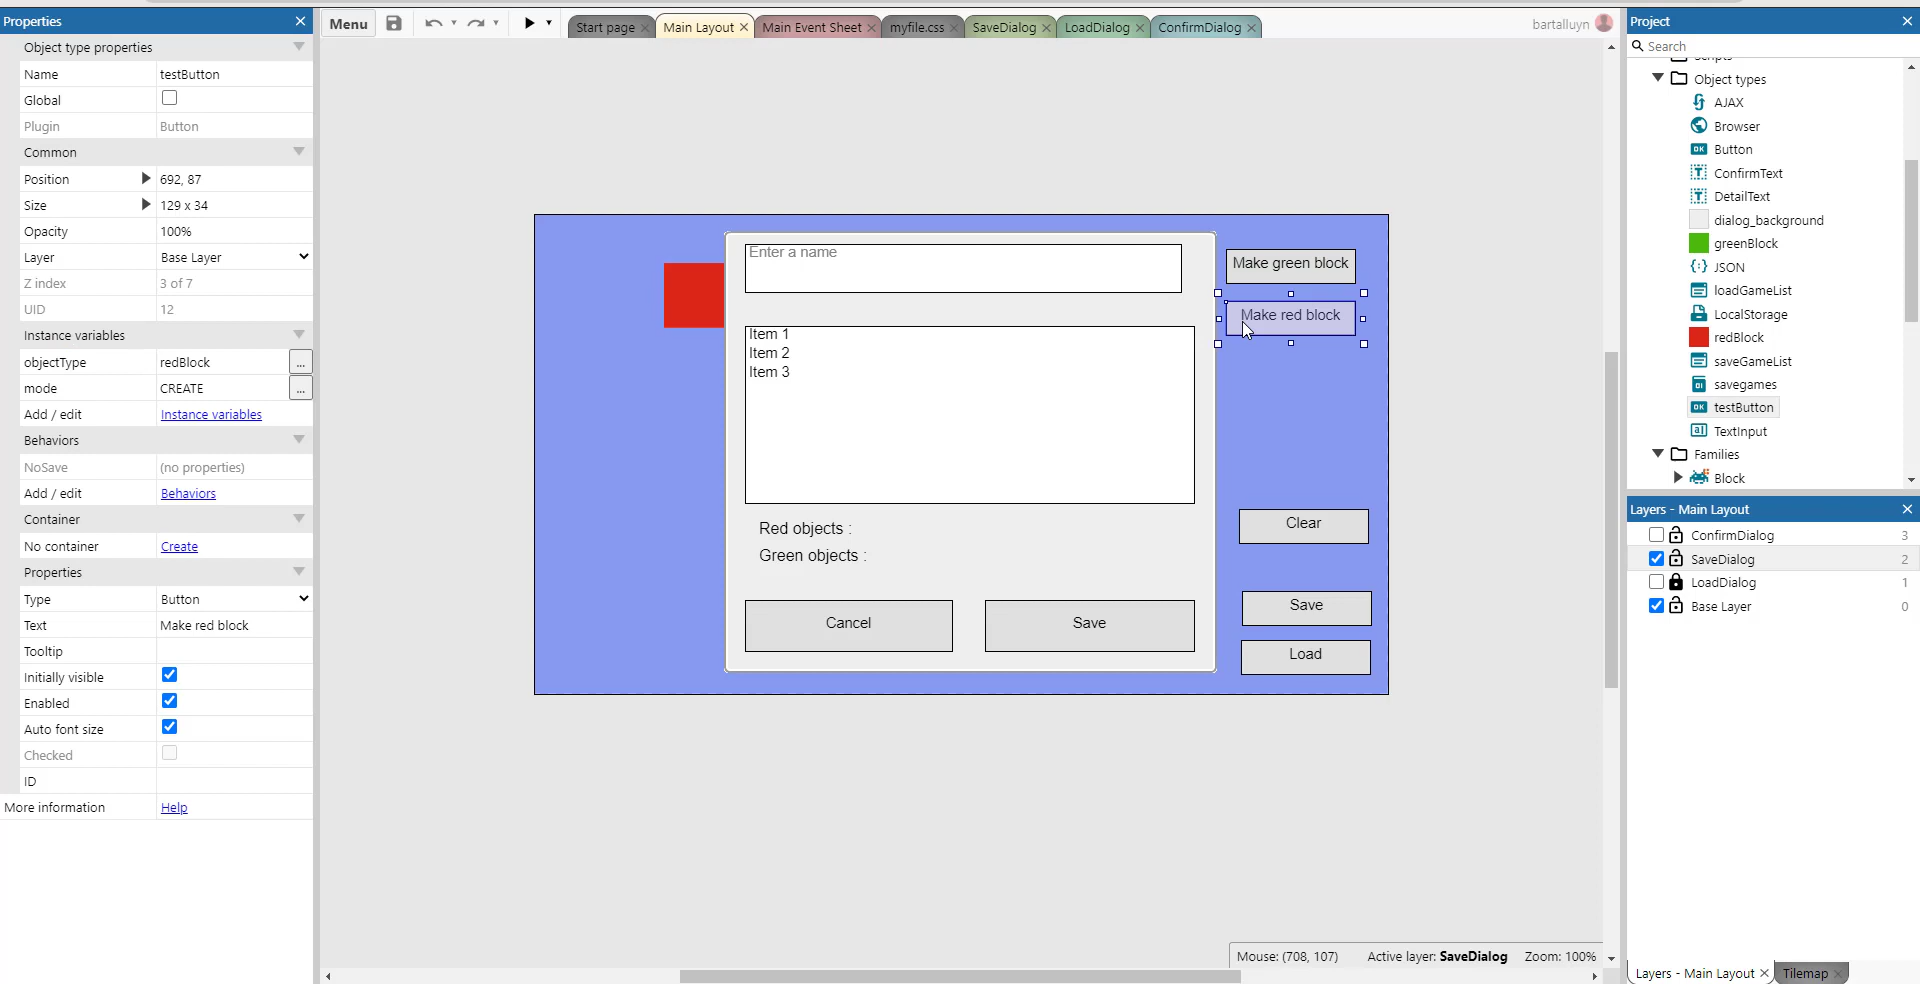 Properties
Object type properties
Name testButton
Global
Plugin Button
Common
Position 692, 87
Size 129 x 34
Opacity 100%
Layer Base Layer
Z index 3 of 7
UID 12
Instance variables
objectType redBlock ...
mode CREATE ...
Add / edit Instance variables
Behaviors
NoSave (no properties)
Add / edit Behaviors
Container
No container Create
Properties
Type Button
Text Make red block
Tooltip
Initially visible
Enabled
Auto font size
Checked
ID
More information Help
Menu
Start page
Main Layout
Main Event Sheet
myfile.css
SaveDialog
LoadDialog
ConfirmDialog
bartalluyn
Enter a name
Item 1
Item 2
Item 3
Red objects :
Green objects :
Cancel
Save
Make green block
Make red block
Clear
Save
Load
Mouse: (708, 107) Active layer: SaveDialog Zoom: 100%
Project
Search
Scripts
Object types
AJAX
Browser
OK Button
T ConfirmText
T DetailText
dialog_background
greenBlock
{:} JSON
loadGameList
LocalStorage
redBlock
saveGameList
savegames
OK testButton
aI TextInput
Families
Block
Layers - Main Layout
ConfirmDialog 3
SaveDialog 2
LoadDialog 1
Base Layer 0
Layers - Main Layout
Tilemap